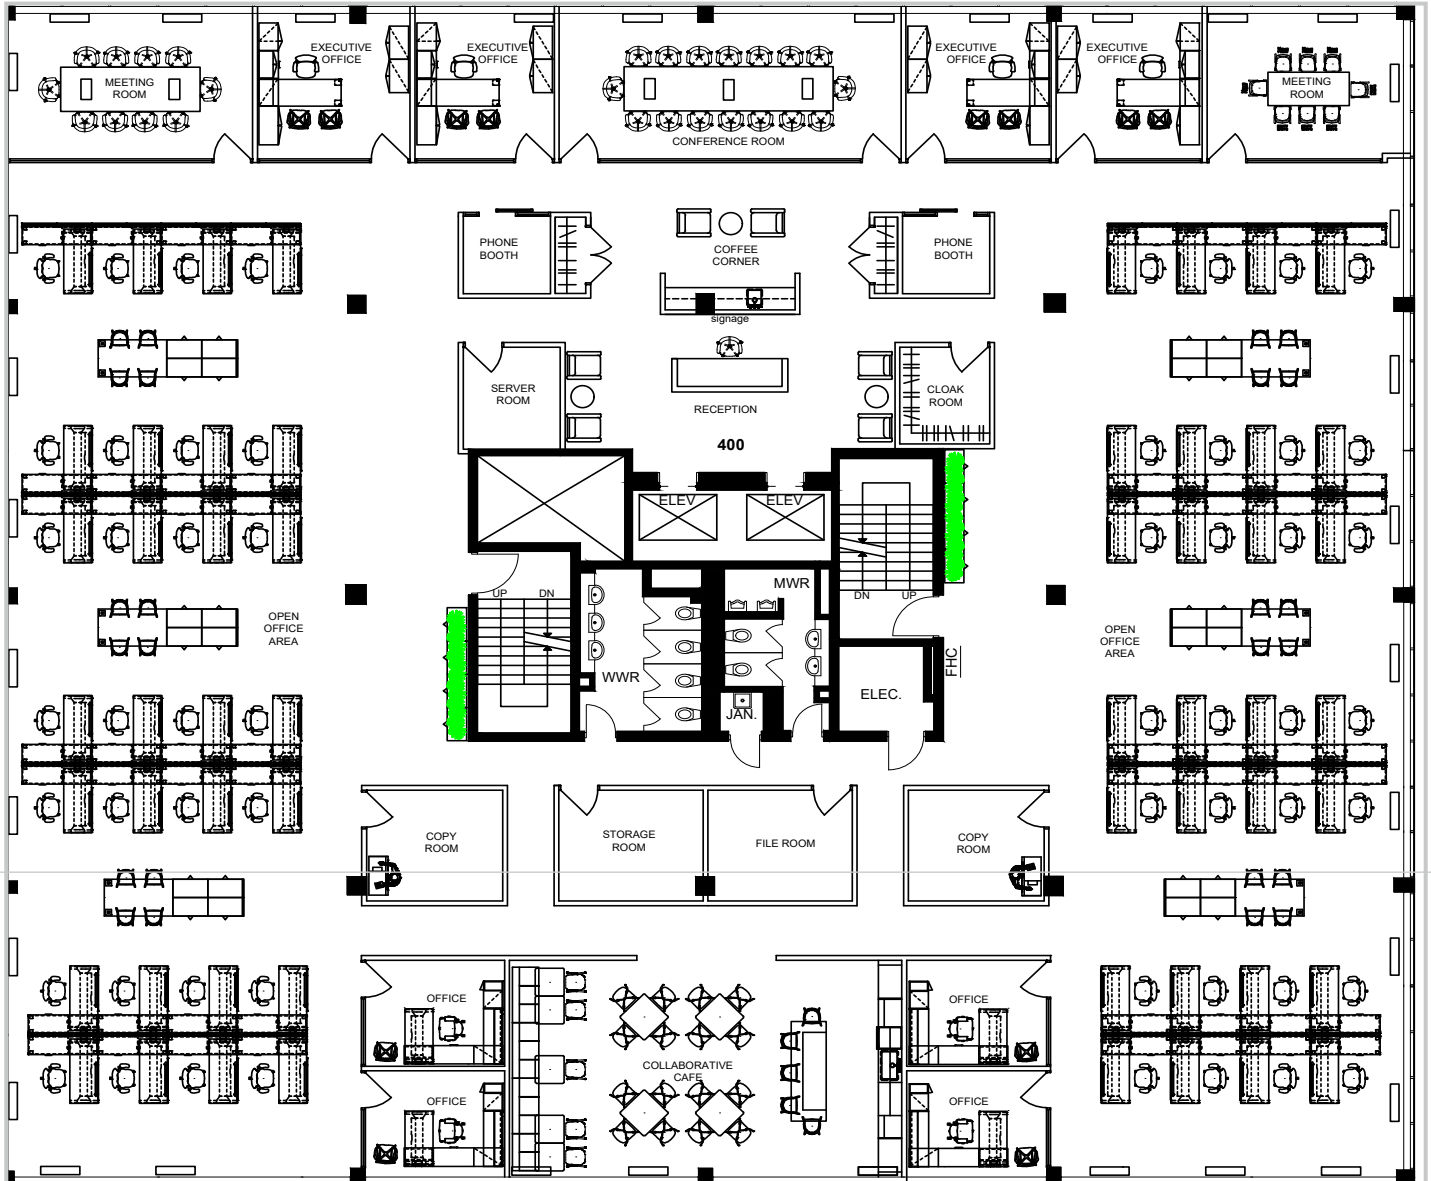 EXECUTIVE
OFFICE
EXECUTIVE
OFFICE
EXECUTIVE
OFFICE
EXECUTIVE
OFFICE
MEETING
ROOM
MEETING
ROOM
CONFERENCE ROOM
PHONE
BOOTH
COFFEE
CORNER
PHONE
BOOTH
signage
SERVER
ROOM
RECEPTION
CLOAK
ROOM
400
ELEV
ELEV
MWR
UP
DN
DN
UP
OPEN
OFFICE
AREA
OPEN
OFFICE
AREA
WWR
FHC
ELEC.
JAN.
COPY
ROOM
STORAGE
ROOM
FILE ROOM
COPY
ROOM
OFFICE
OFFICE
COLLABORATIVE
CAFE
OFFICE
OFFICE